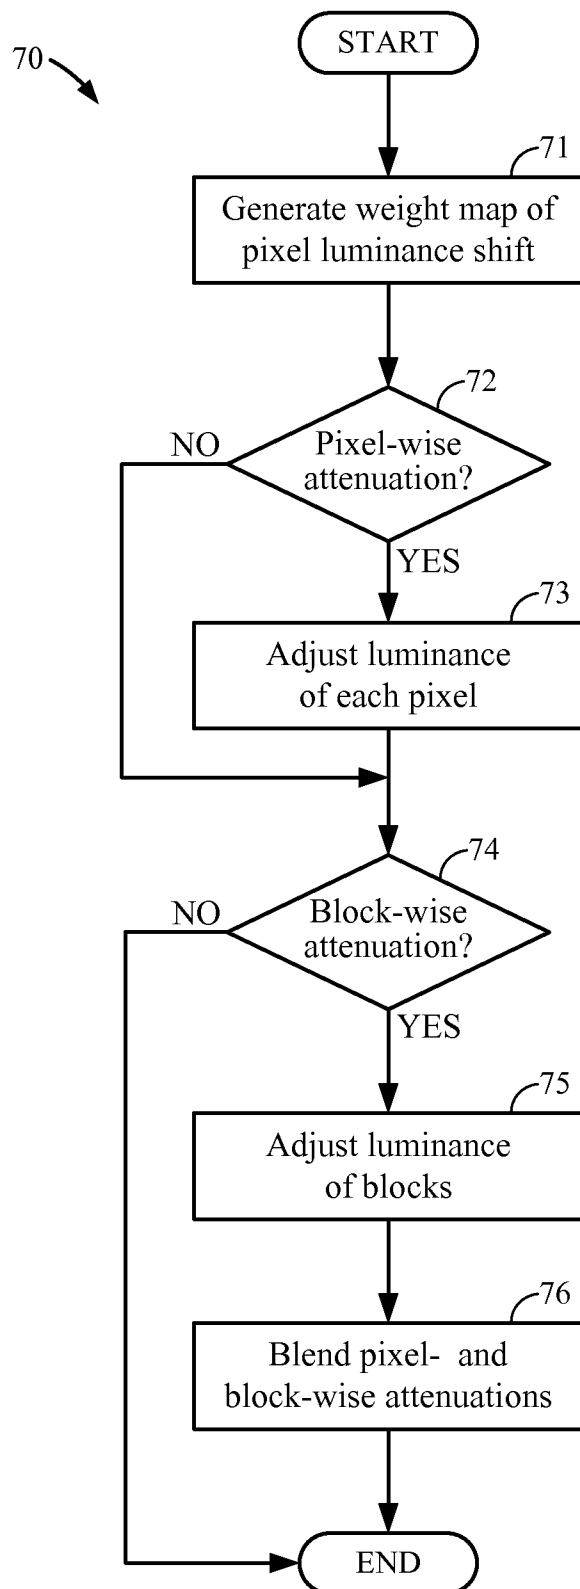 START
70
71
Generate weight map of
pixel luminance shift
72
Pixel-wise
attenuation?
NO
YES
73
Adjust luminance
of each pixel
74
Block-wise
attenuation?
NO
YES
75
Adjust luminance
of blocks
76
Blend pixel- and
block-wise attenuations
END